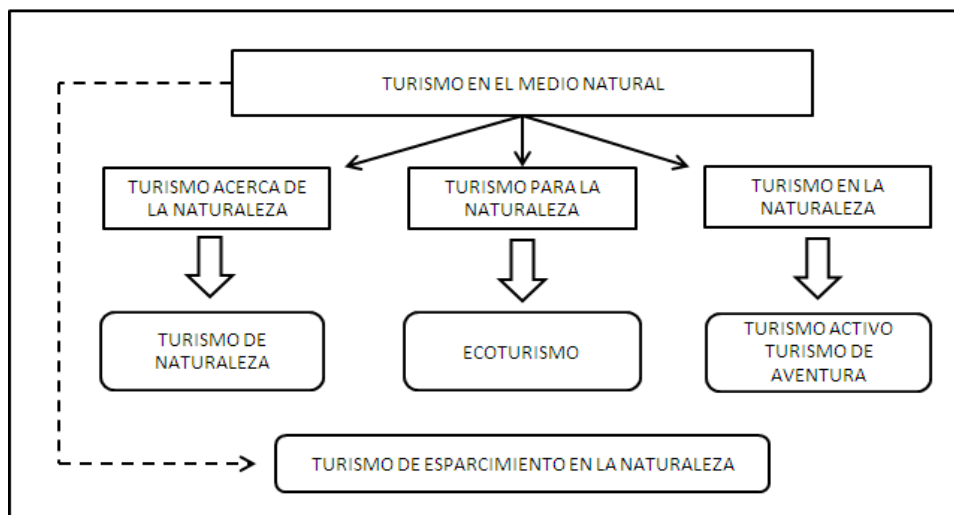 TURISMO EN EL MEDIO NATURAL
TURISMO ACERCA DE
LA NATURALEZA
TURISMO PARA LA
NATURALEZA
TURISMO EN LA
NATURALEZA
TURISMO DE
NATURALEZA
ECOTURISMO
TURISMO ACTIVO
TURISMO DE
AVENTURA
TURISMO DE ESPARCIMIENTO EN LA NATURALEZA